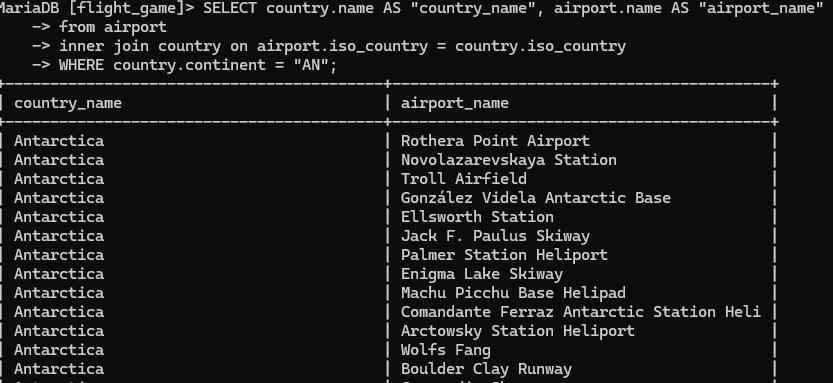 MariaDB [flight_game]> SELECT country.name AS "country_name", airport.name AS "airport_name"
-> from airport
-> inner join country on airport.iso_country = country.iso_country
-> WHERE country.continent = "AN";
country_name | airport_name
Antarctica | Rothera Point Airport
Antarctica | Novolazarevskaya Station
Antarctica | Troll Airfield
Antarctica | González Videla Antarctic Base
Antarctica | Ellsworth Station
Antarctica | Jack F. Paulus Skiway
Antarctica | Palmer Station Heliport
Antarctica | Enigma Lake Skiway
Antarctica | Machu Picchu Base Helipad
Antarctica | Comandante Ferraz Antarctic Station Heli
Antarctica | Arctowsky Station Heliport
Antarctica | Wolfs Fang
Antarctica | Boulder Clay Runway